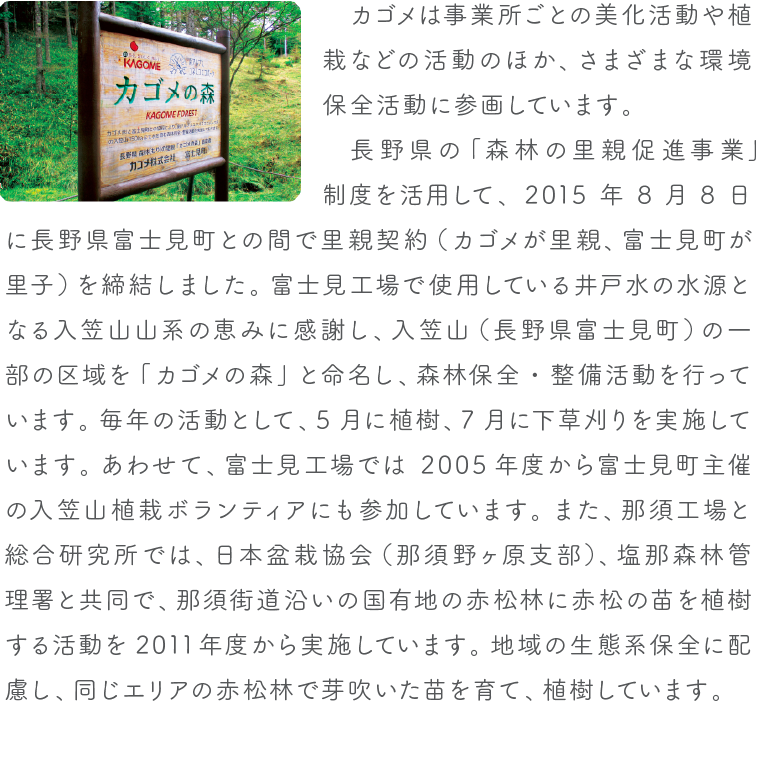 KAGOME
カゴメの森
KAGOME FOREST
カゴメ株式会社 富士見町
カゴメは事業所ごとの美化活動や植
栽などの活動のほか、さまざまな環境
保全活動に参画しています。
長野県の「森林の里親促進事業」
制度を活用して、2015年8月8日
に長野県富士見町との間で里親契約（カゴメが里親、富士見町が
里子）を締結しました。富士見工場で使用している井戸水の水源と
なる入笠山山系の恵みに感謝し、入笠山（長野県富士見町）の一
部の区域を「カゴメの森」と命名し、森林保全・整備活動を行って
います。毎年の活動として、5月に植樹、7月に下草刈りを実施して
います。あわせて、富士見工場では 2005年度から富士見町主催
の入笠山植栽ボランティアにも参加しています。また、那須工場と
総合研究所では、日本盆栽協会（那須野ヶ原支部）、塩那森林管
理署と共同で、那須街道沿いの国有地の赤松林に赤松の苗を植樹
する活動を2011年度から実施しています。地域の生態系保全に配
慮し、同じエリアの赤松林で芽吹いた苗を育て、植樹しています。